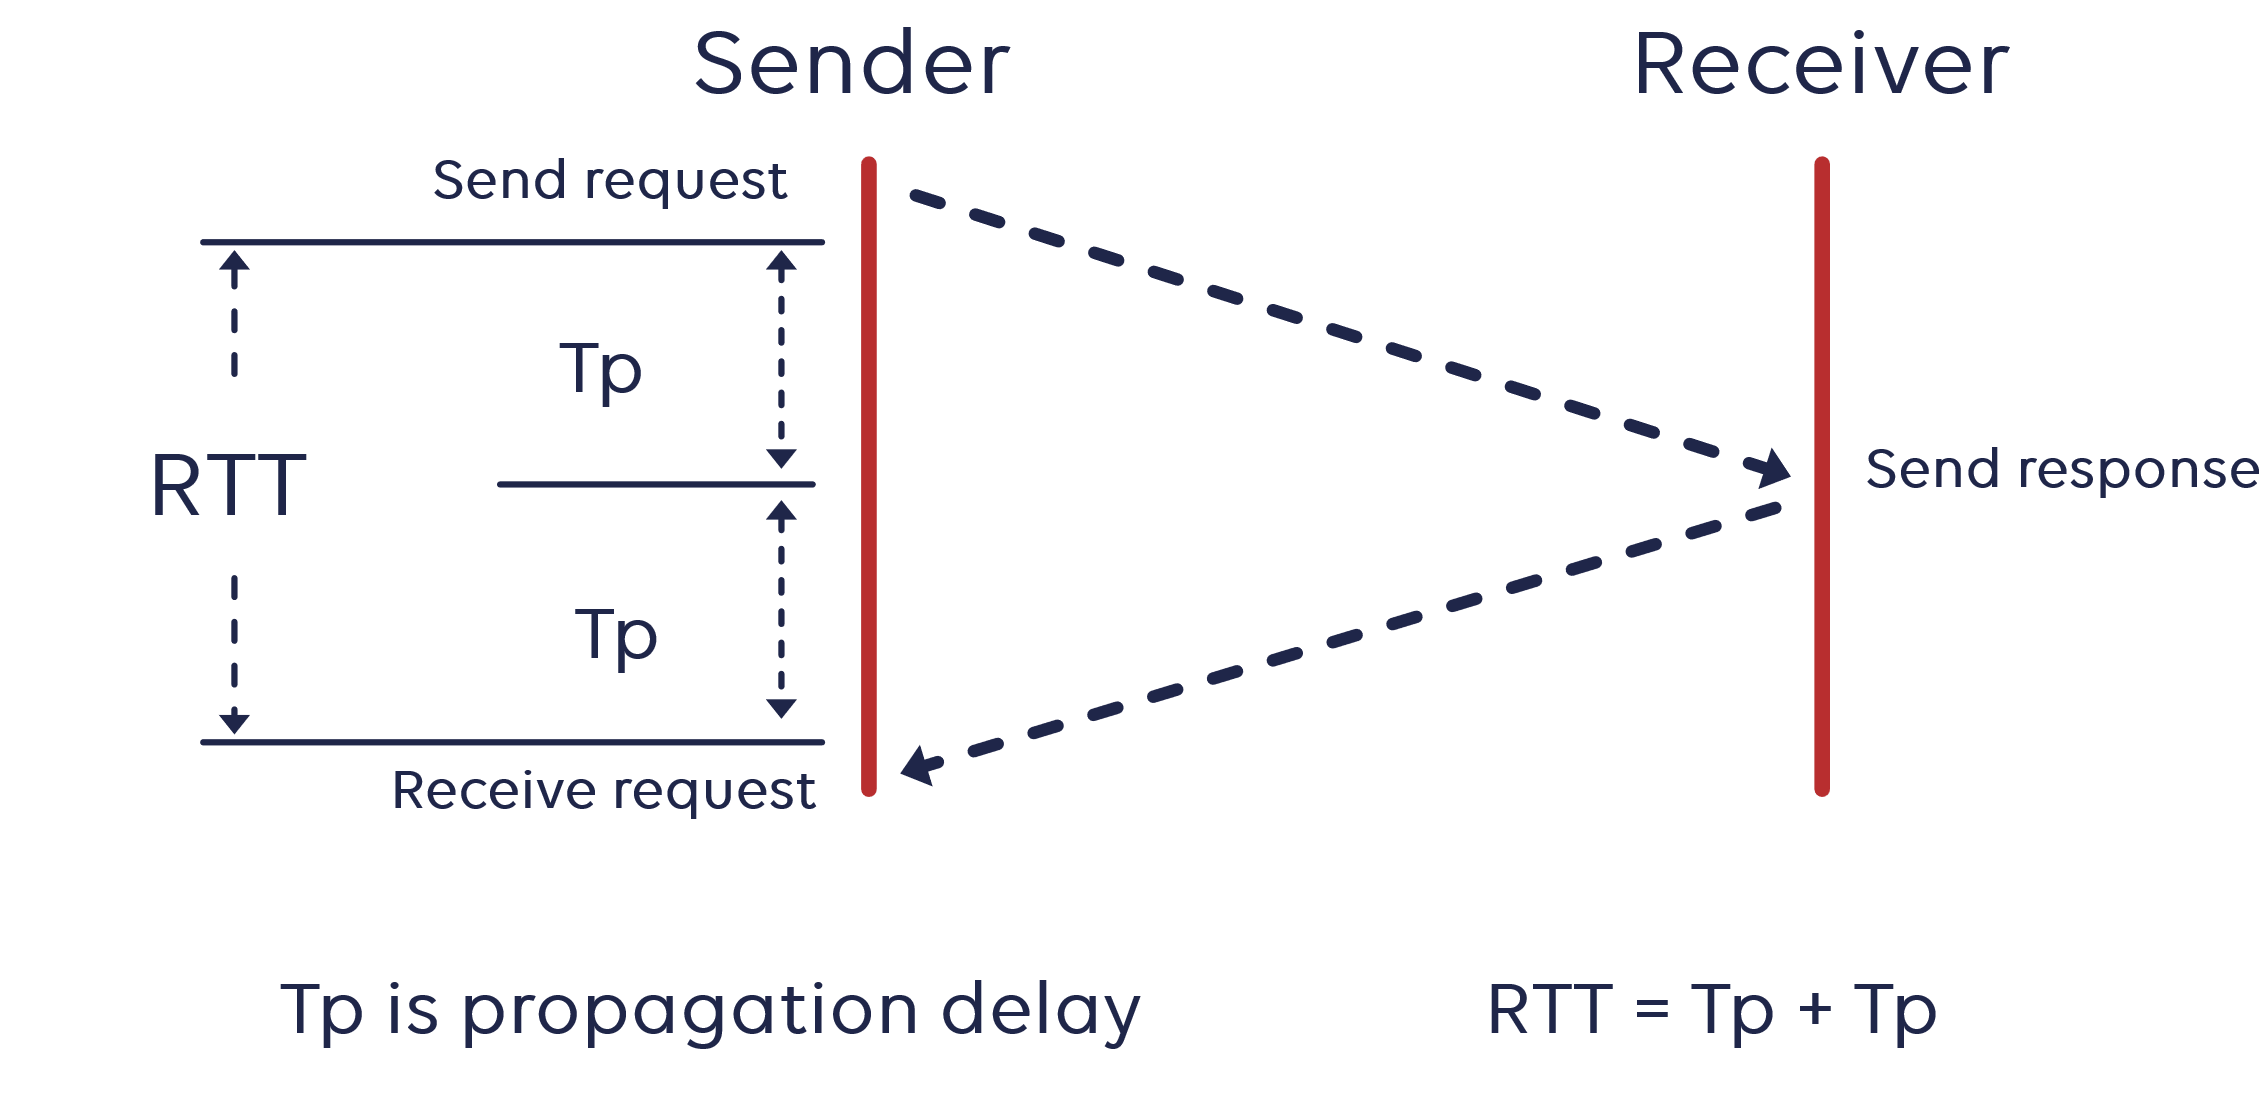 Sender
Receiver
Send request
Tp
RTT
Send response
Tp
Receive request
Tp is propagation delay
RTT = Tp + Tp